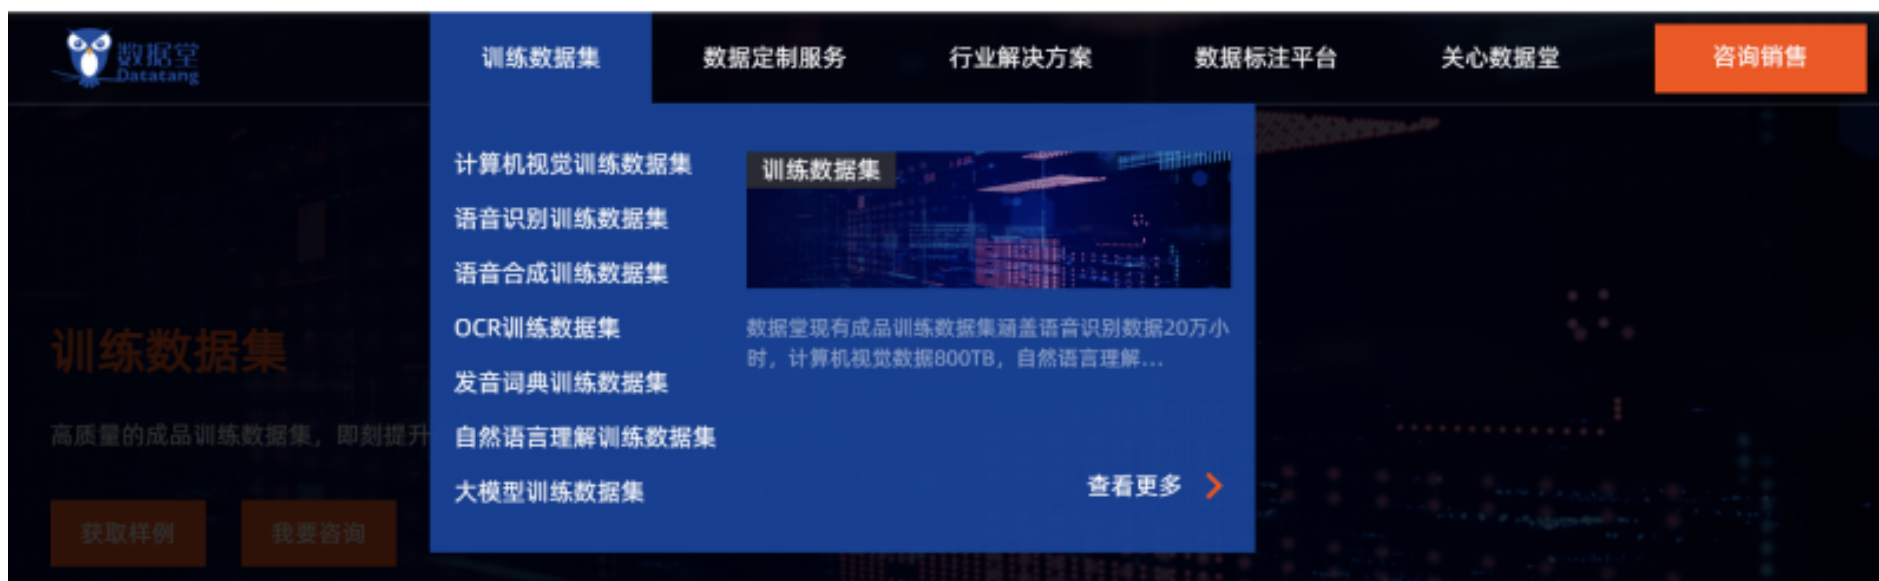 数据堂
Datatang
训练数据集
数据定制服务
行业解决方案
数据标注平台
关心数据堂
咨询销售
计算机视觉训练数据集
语音识别训练数据集
语音合成训练数据集
OCR训练数据集
发音词典训练数据集
自然语言理解训练数据集
大模型训练数据集
训练数据集
数据堂现有成品训练数据集涵盖语音识别数据20万小
时，计算机视觉数据800TB，自然语言理解...
查看更多
训练数据集
高质量的成品训练数据集，即刻提升
获取样例
我要咨询